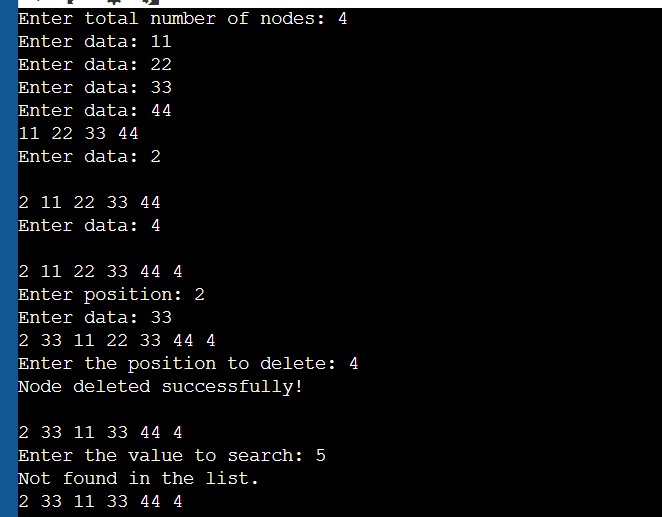 Enter total number of nodes: 4
Enter data: 11
Enter data: 22
Enter data: 33
Enter data: 44
11 22 33 44
Enter data: 2
2 11 22 33 44
Enter data: 4
2 11 22 33 44 4
Enter position: 2
Enter data: 33
2 33 11 22 33 44 4
Enter the position to delete: 4
Node deleted successfully!
2 33 11 33 44 4
Enter the value to search: 5
Not found in the list.
2 33 11 33 44 4